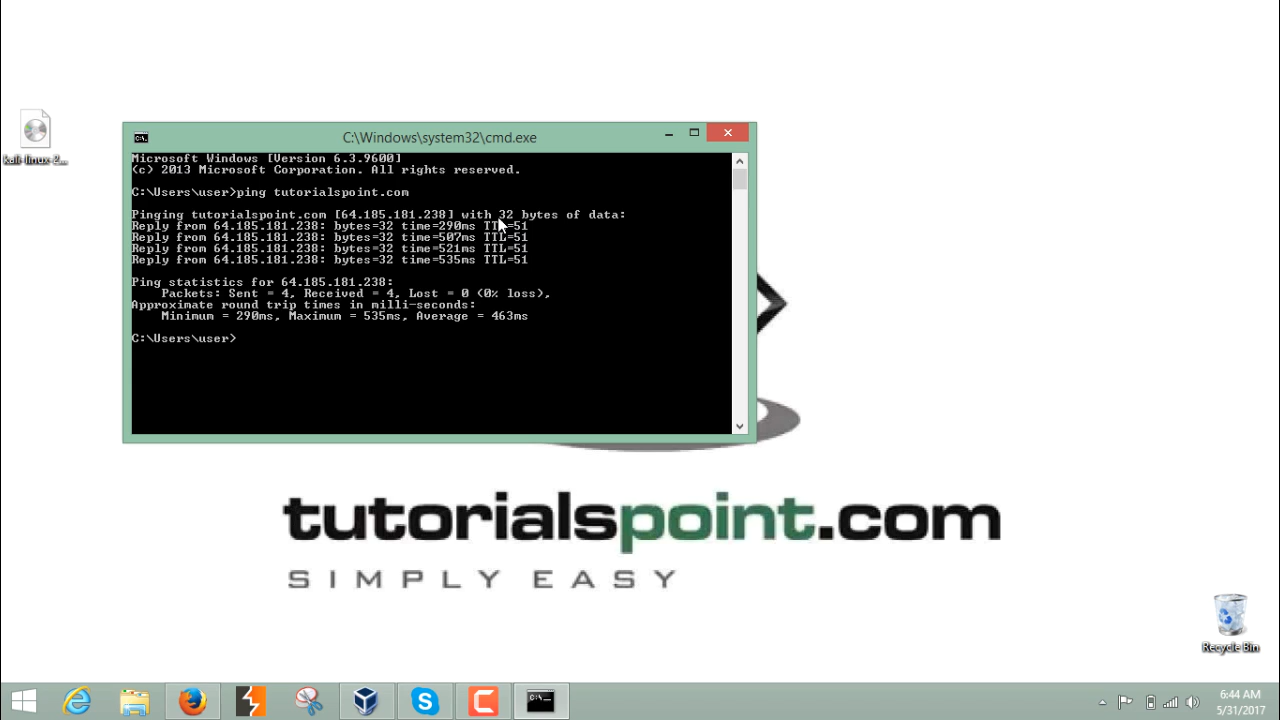 kali-linux-2...
C:\Windows\system32\cmd.exe
Microsoft Windows [Version 6.3.9600]
(c) 2013 Microsoft Corporation. All rights reserved.
C:\Users\user>ping tutorialspoint.com
Pinging tutorialspoint.com [64.185.181.238] with 32 bytes of data:
Reply from 64.185.181.238: bytes=32 time=290ms TTL=51
Reply from 64.185.181.238: bytes=32 time=507ms TTL=51
Reply from 64.185.181.238: bytes=32 time=521ms TTL=51
Reply from 64.185.181.238: bytes=32 time=535ms TTL=51
Ping statistics for 64.185.181.238:
Packets: Sent = 4, Received = 4, Lost = 0 (0% loss),
Approximate round trip times in milli-seconds:
Minimum = 290ms, Maximum = 535ms, Average = 463ms
C:\Users\user>
tutorialspoint.com
SIMPLY EASY
Recycle Bin
6:44 AM
5/31/2017